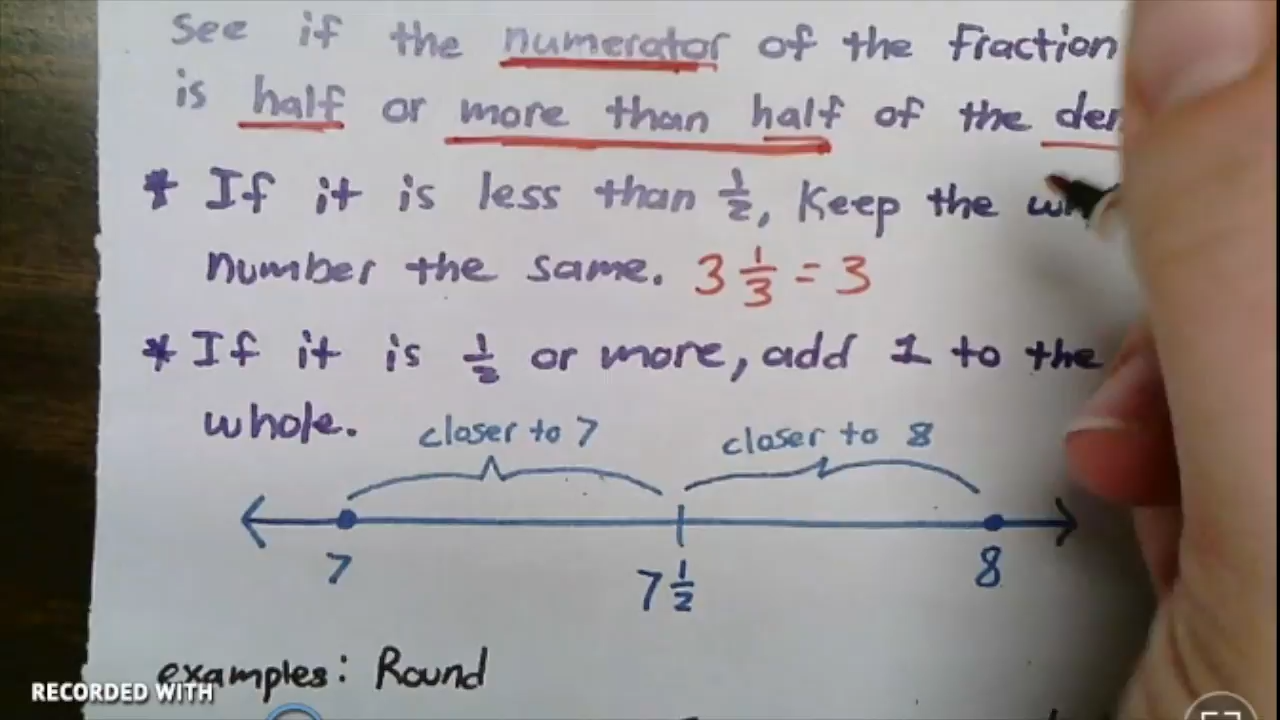 see if the numerator of the fraction
is half or more than half of the
* If it is less than 1/2, Keep the
number the same. 3 1/3 = 3
* If it is 1/2 or more, add 1 to the
whole.
closer to 7 closer to 8
7 7 1/2 8
examples: Round
RECORDED WITH